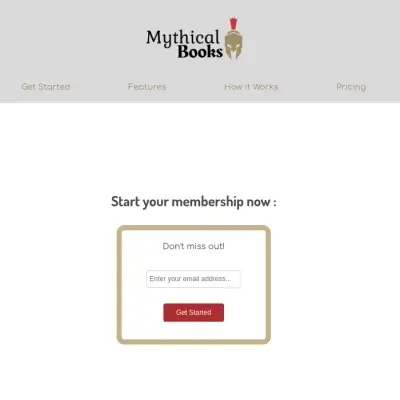 Mythical
Books
Get Started Features How it Works Pricing
Start your membership now :
Don't miss out!
Enter your email address...
Get Started